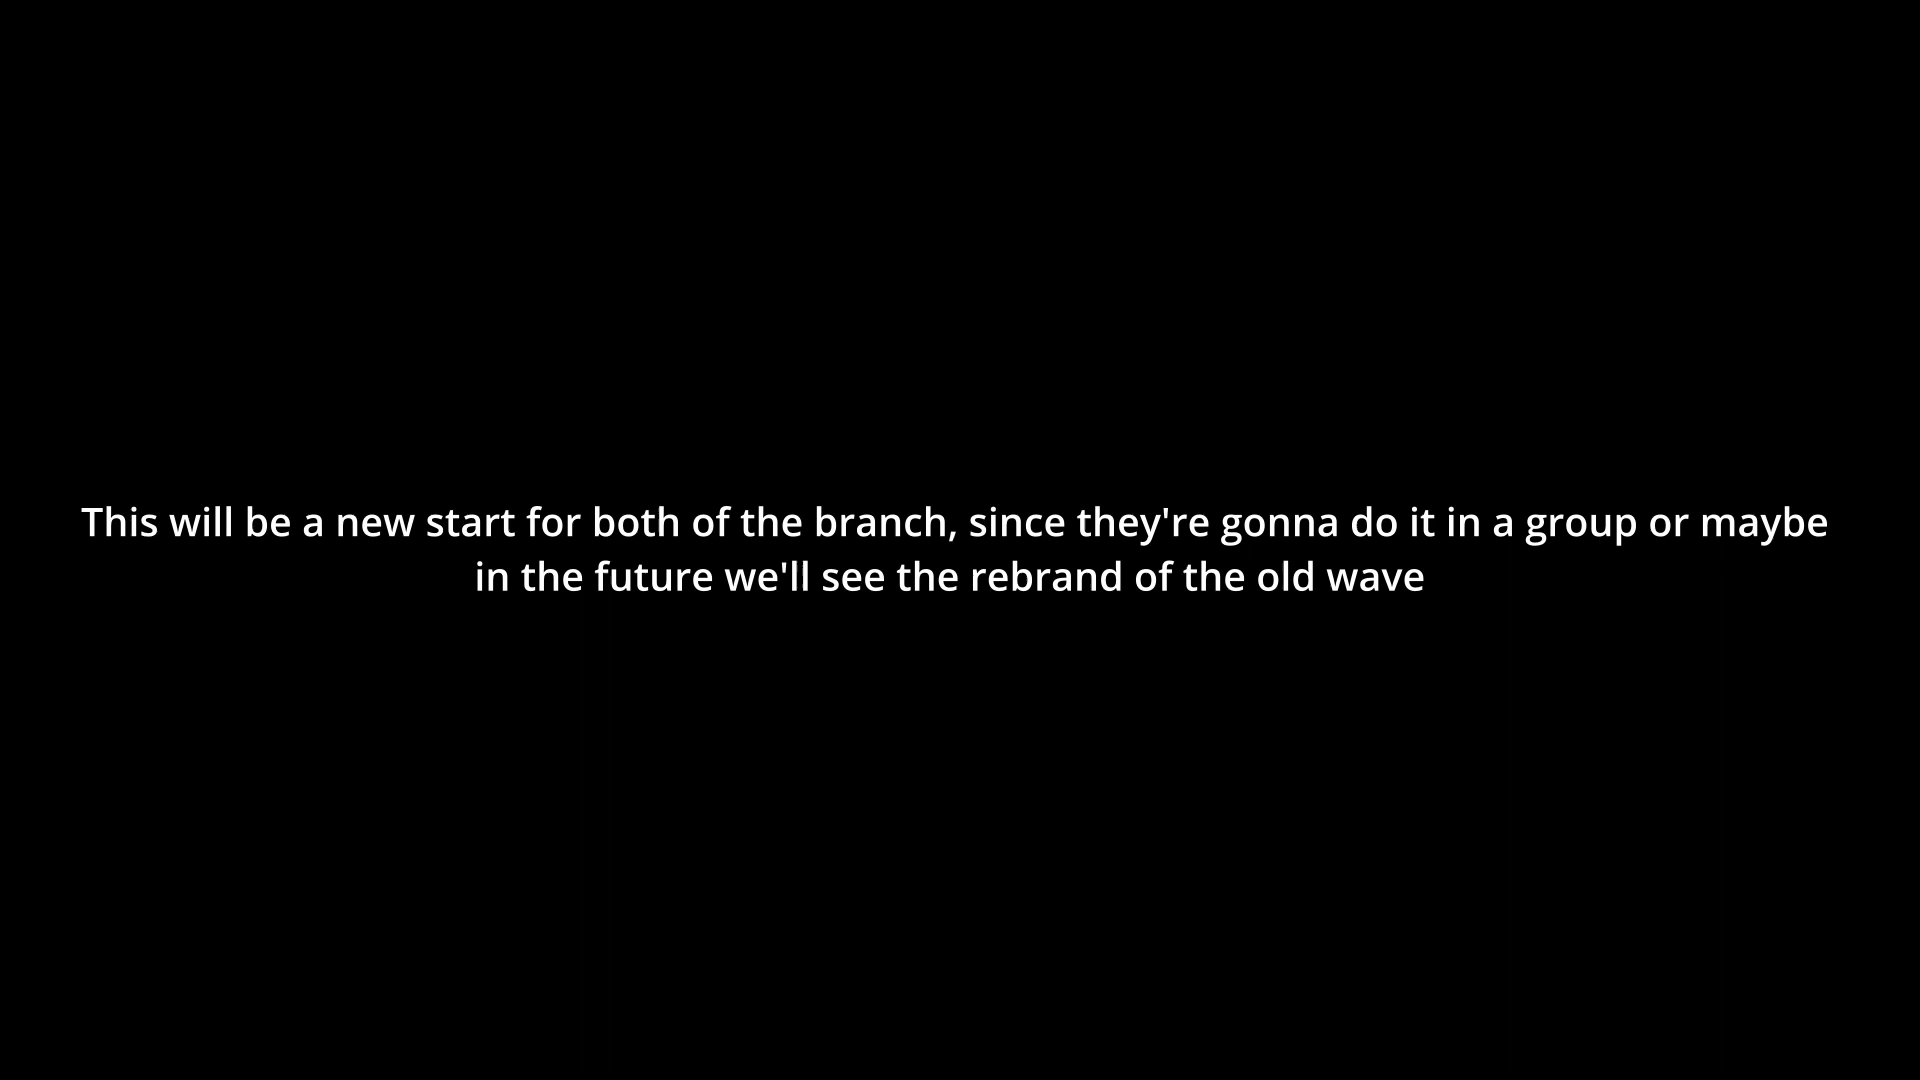 This will be a new start for both of the branch, since they're gonna do it in a group or maybe
in the future we'll see the rebrand of the old wave